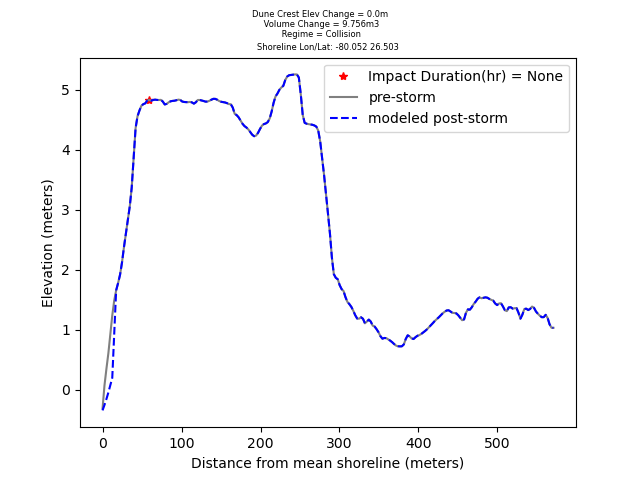 Dune Crest Elev Change = 0.0m
Volume Change = 9.756m3
Regime = Collision
Shoreline Lon/Lat: -80.052 26.503
Impact Duration(hr) = None
pre-storm
modeled post-storm
5
4
3
2
1
0
Elevation (meters)
0 100 200 300 400 500
Distance from mean shoreline (meters)